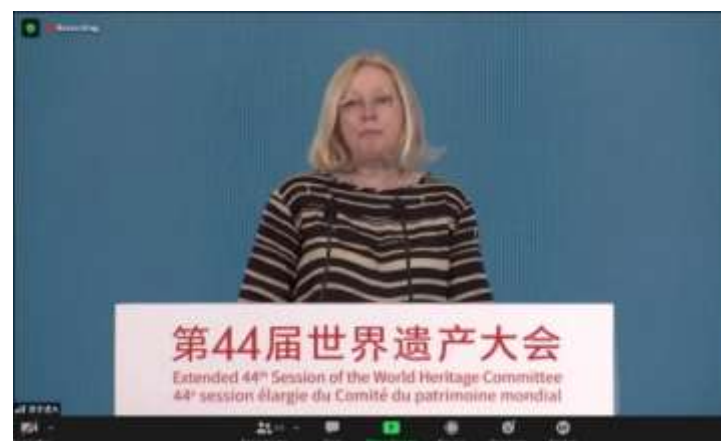 Recording
第44届世界遗产大会
Extended 44th Session of the World Heritage Committee
44e session élargie du Comité du patrimoine mondial